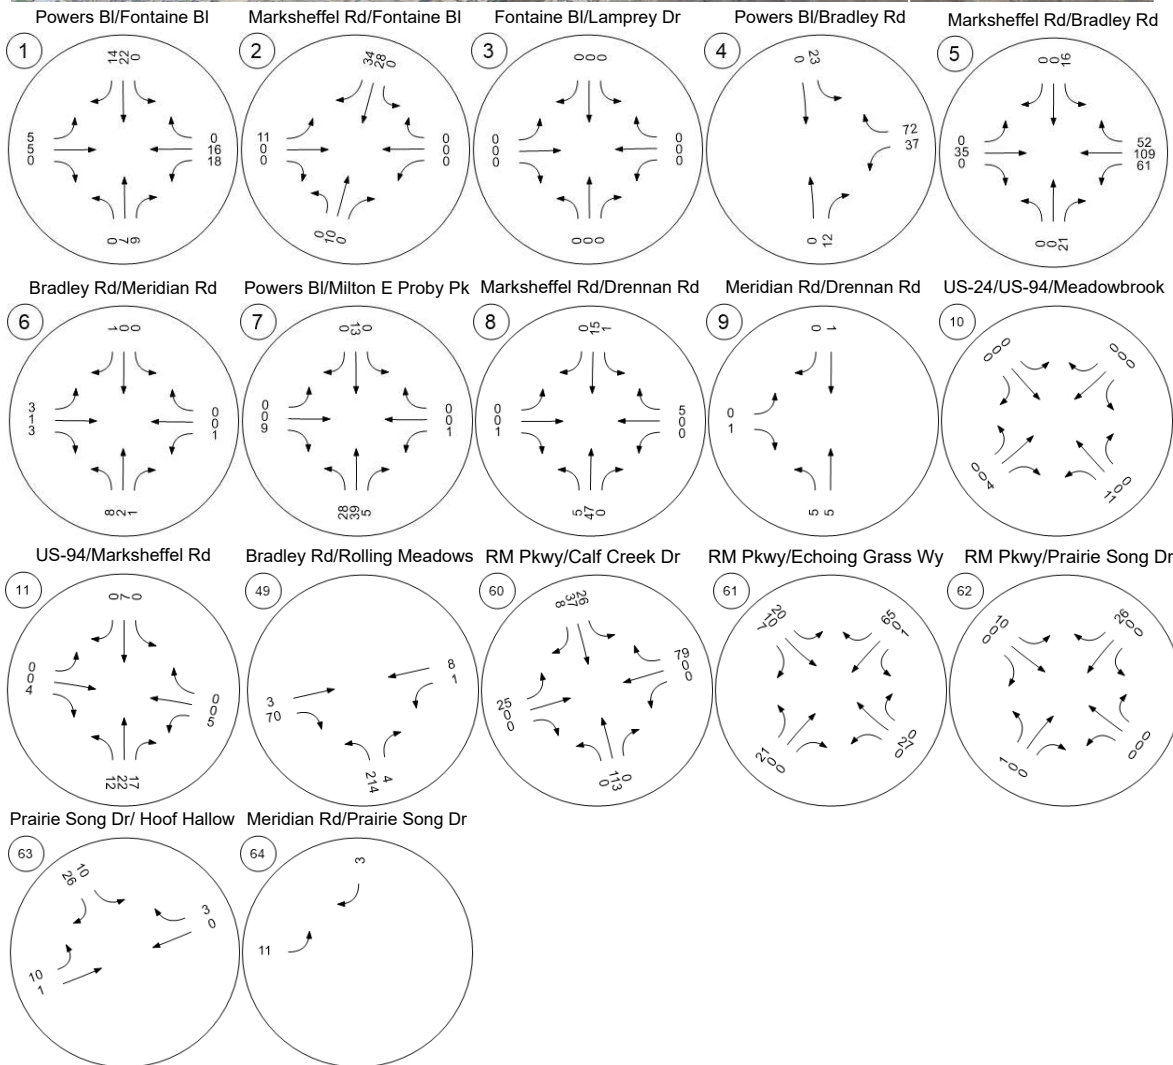 Powers Bl/Fontaine Bl
1
14 22 0
5
5
0
0
16
18
0 7 6
Marksheffel Rd/Fontaine Bl
2
34 28 0
11
0
0
0
0
0
0 10 0
Fontaine Bl/Lamprey Dr
3
0 0 0
0
0
0
0
0
0
0 0 0
Powers Bl/Bradley Rd
4
0 23
72
37
0 12
Marksheffel Rd/Bradley Rd
5
0 0 16
0
35
0
52
109
61
0 0 21
Bradley Rd/Meridian Rd
6
1 0 0
3
1
3
0
0
1
8 2 1
Powers Bl/Milton E Proby Pk
7
0 13 0
0
0
9
0
0
1
28 39 5
Marksheffel Rd/Drennan Rd
8
0 15 1
0
0
1
5
0
0
5 47 0
Meridian Rd/Drennan Rd
9
0 1
0
1
5 5
US-24/US-94/Meadowbrook
10
0 0 0
0 0 0
0 0 4
11 0 0
US-94/Marksheffel Rd
11
0 7 0
0
0
4
0
0
5
12 22 17
Bradley Rd/Rolling Meadows
49
8
1
3
70
214 4
RM Pkwy/Calf Creek Dr
60
8 37 26
79
0
0
25
0
0
0 113 0
RM Pkwy/Echoing Grass Wy
61
20
10
7
65
0
1
21
0
0
0
27
0
RM Pkwy/Prairie Song Dr
62
10
0
0
26
0
0
1
0
0
0
0
0
Prairie Song Dr/ Hoof Hallow
63
26 10
3
0
10
1
Meridian Rd/Prairie Song Dr
64
3
11